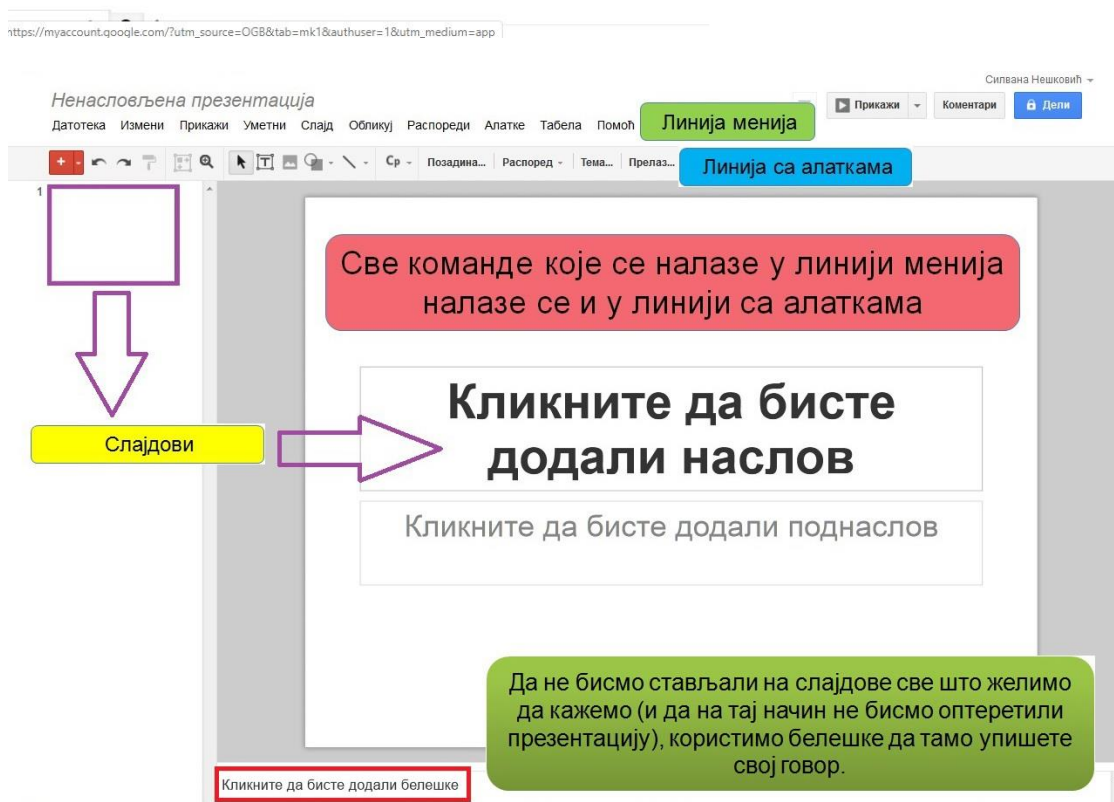 https://myaccount.google.com/?utm_source=OGB&tab=mk1&authuser=1&utm_medium=app
Силвана Нешковић
Ненасловљена презентација
Прикажи Коментари Дели
Датотека Измени Прикажи Уметни Слајд Обликуј Распореди Алатке Табела Помоћ
Линија менија
Ср Позадина... Распоред Тема... Прелаз...
Линија са алаткама
1
Све команде које се налазе у линији менија
налазе се и у линији са алаткама
Кликните да бисте
додали наслов
Слајдови
Кликните да бисте додали поднаслов
Да не бисмо стављали на слајдове све што желимо
да кажемо (и да на тај начин не бисмо оптеретили
презентацију), користимо белешке да тамо упишете
свој говор.
Кликните да бисте додали белешке